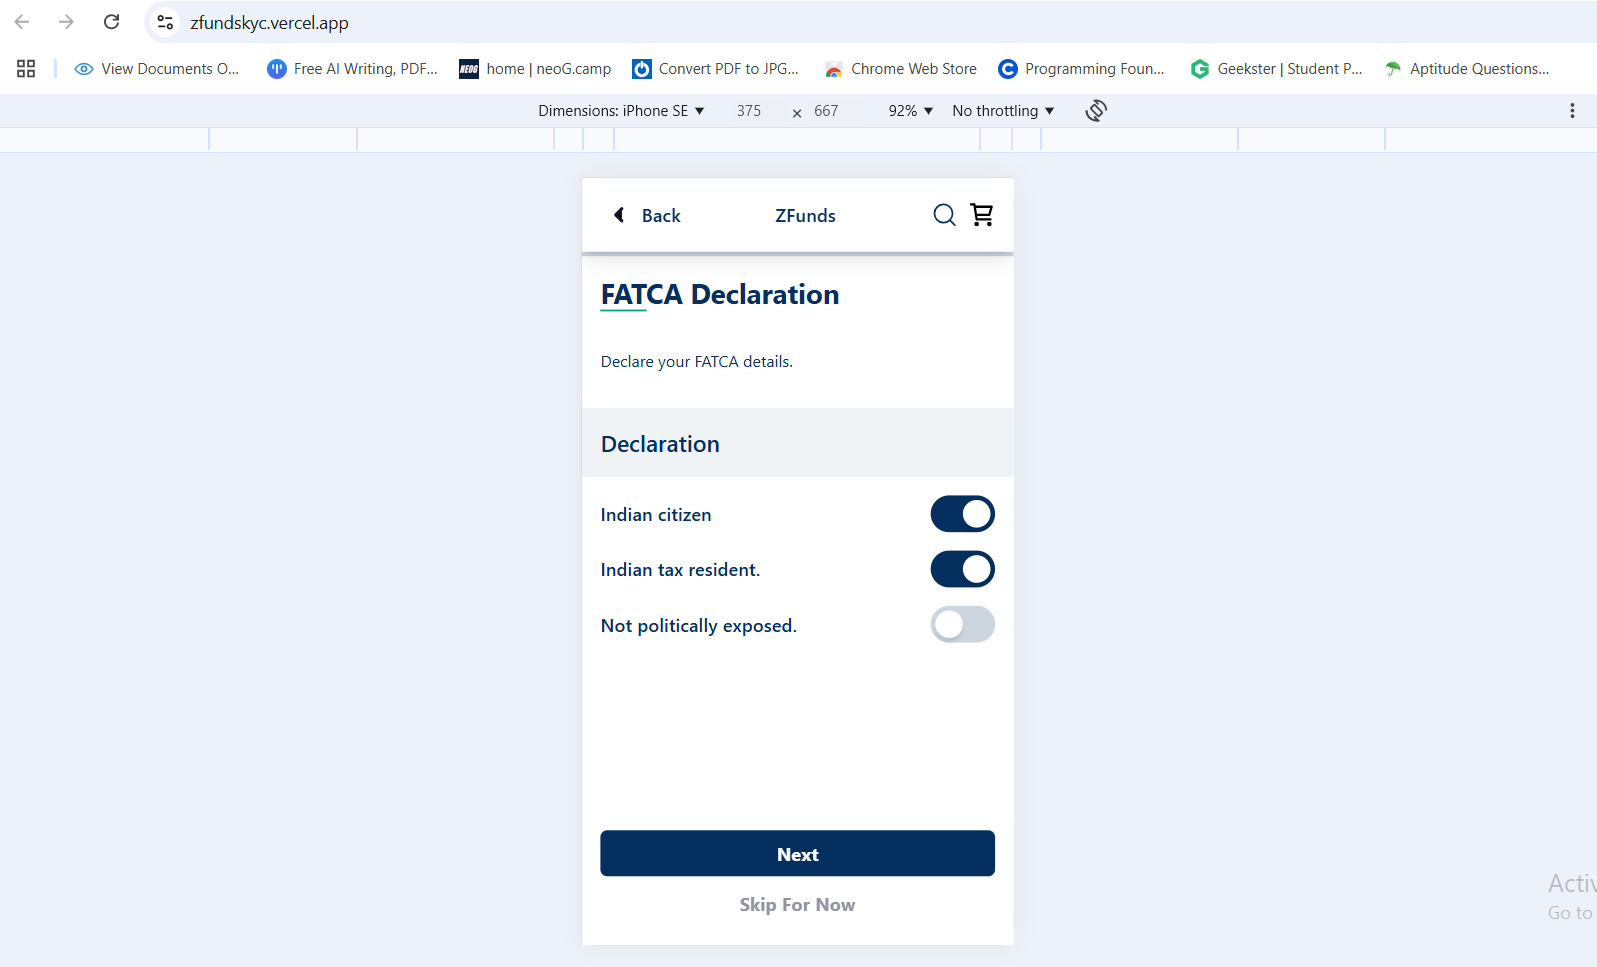 zfundskyc.vercel.app
View Documents O... Free AI Writing, PDF... NEOG home | neoG.camp Convert PDF to JPG... Chrome Web Store Programming Foun... Geekster | Student P... Aptitude Questions...
Dimensions: iPhone SE 375 × 667 92% No throttling
Back ZFunds
FATCA Declaration
Declare your FATCA details.
Declaration
Indian citizen
Indian tax resident.
Not politically exposed.
Next
Skip For Now
Go to